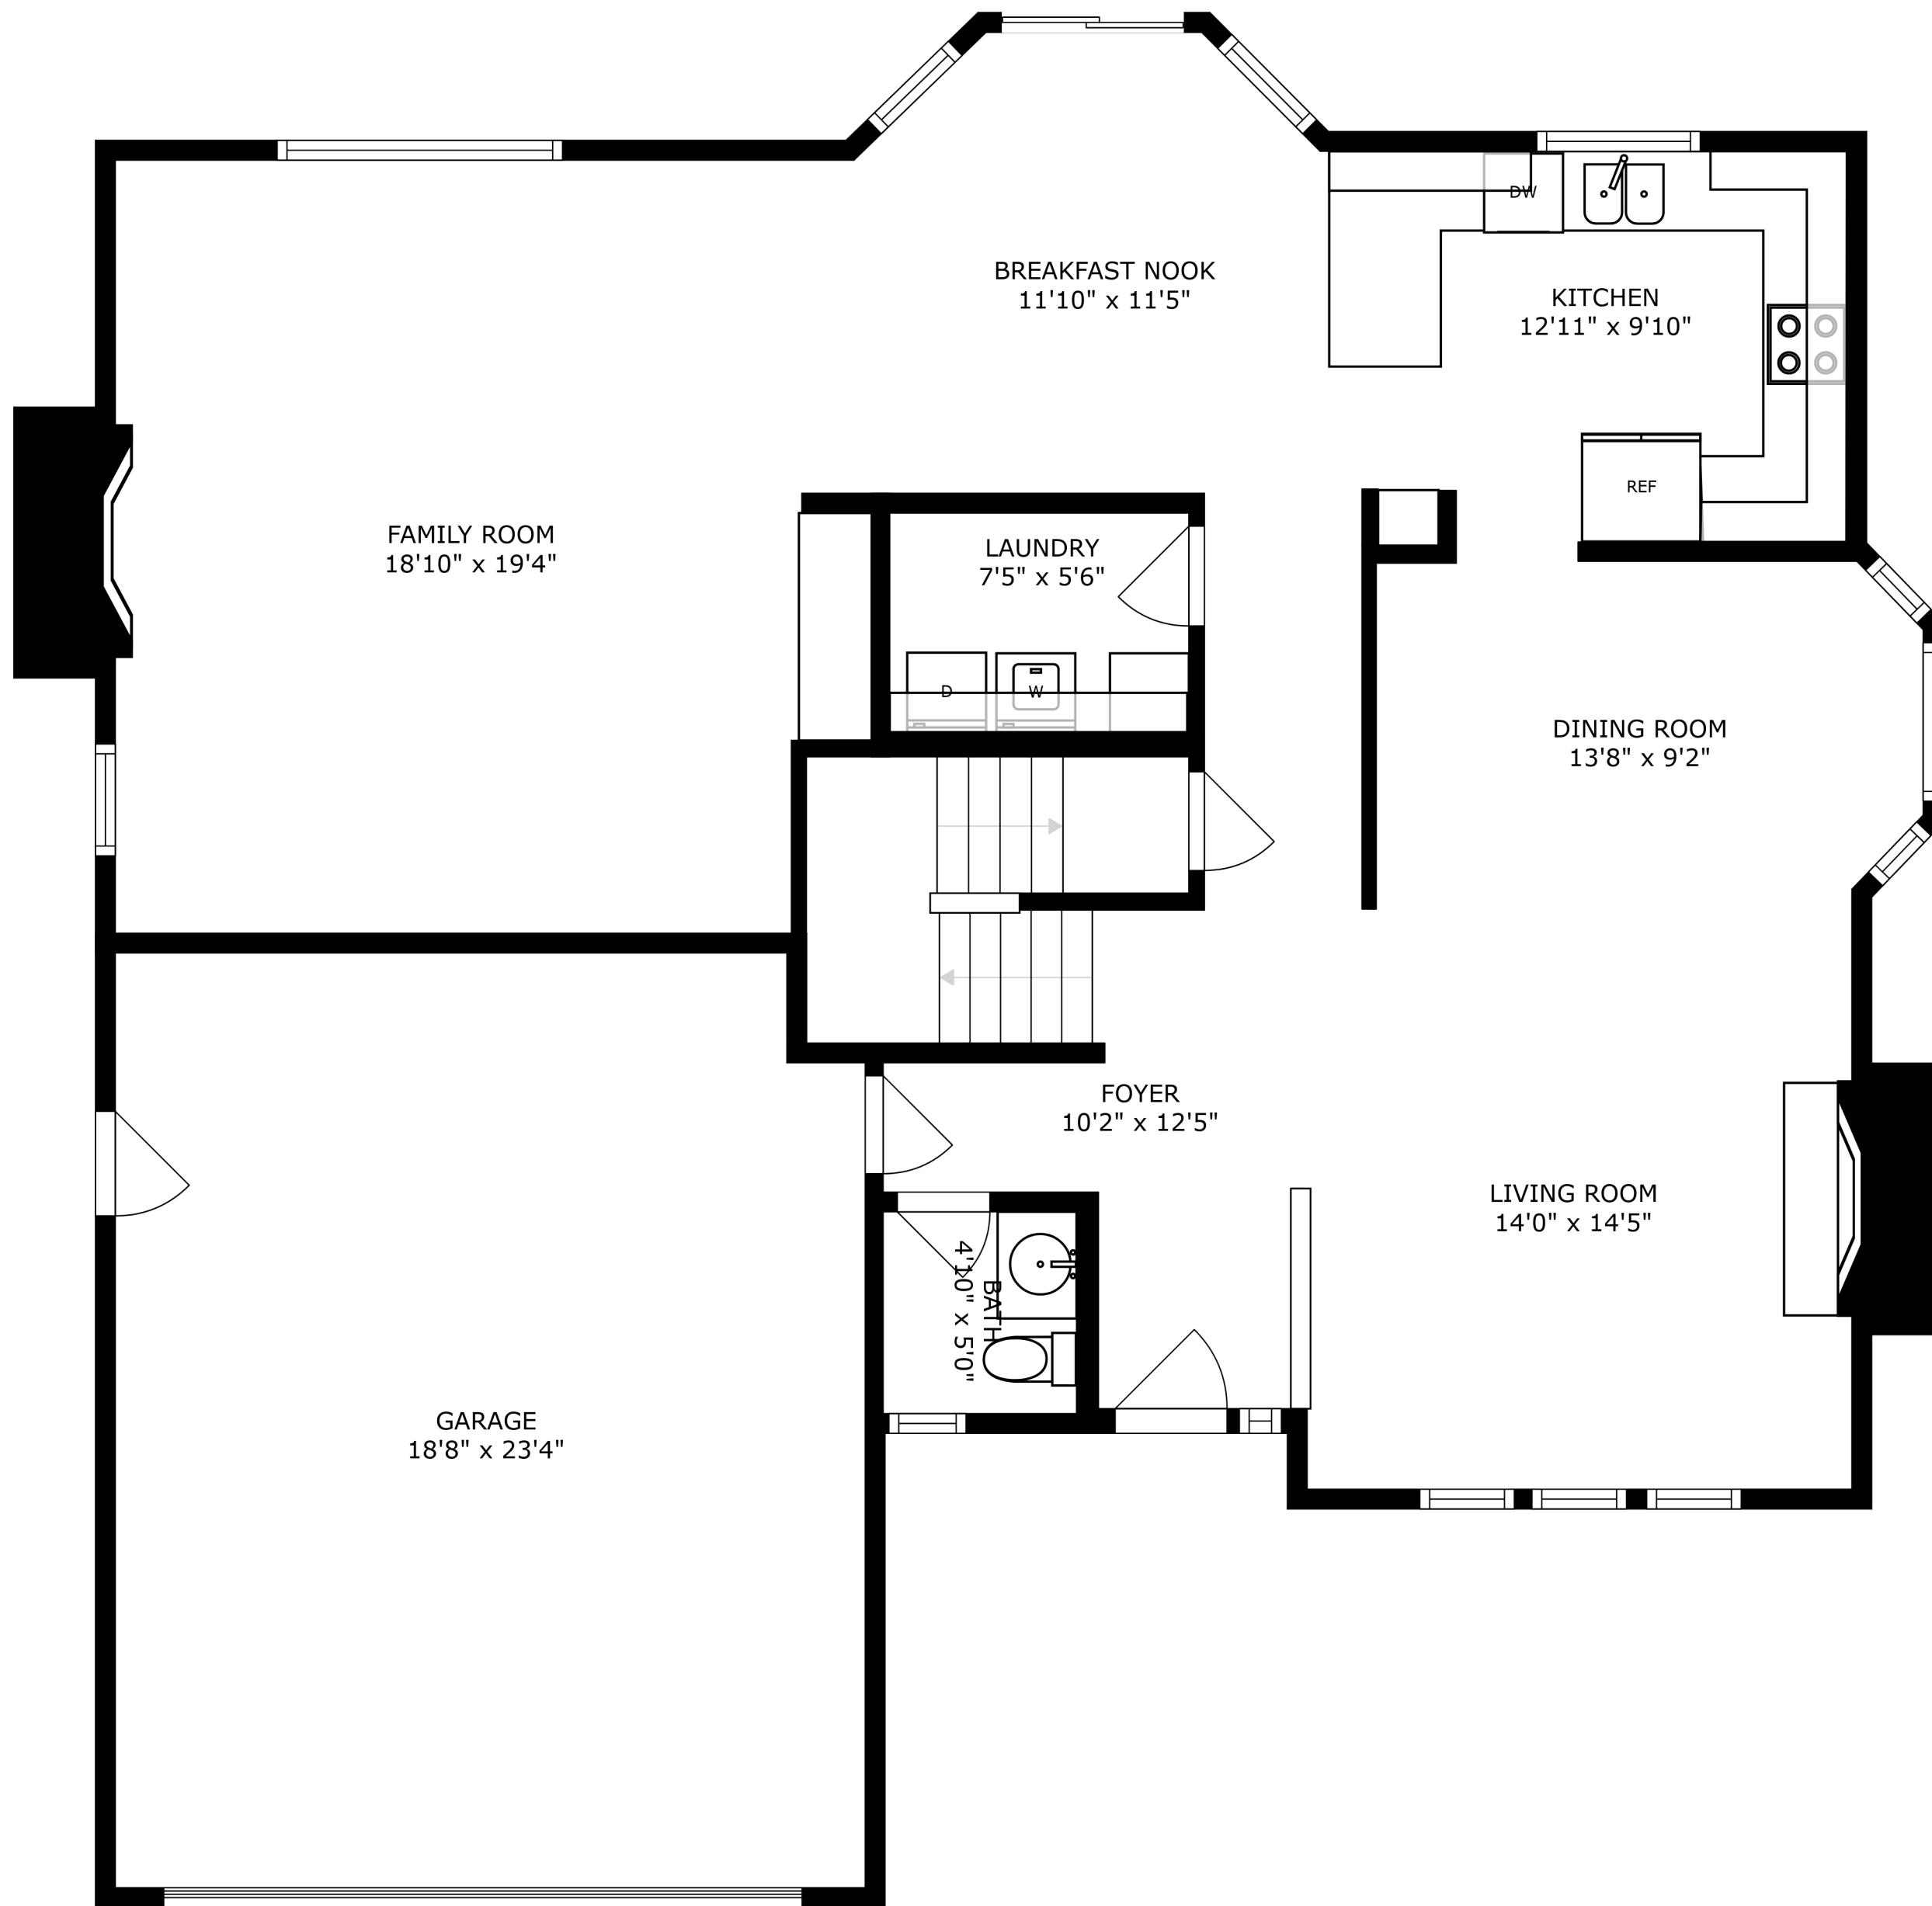 BREAKFAST NOOK
11'10" x 11'5"
DW
KITCHEN
12'11" x 9'10"
REF
FAMILY ROOM
18'10" x 19'4"
LAUNDRY
7'5" x 5'6"
D
W
DINING ROOM
13'8" x 9'2"
FOYER
10'2" x 12'5"
LIVING ROOM
14'0" x 14'5"
BATH
4'10" x 5'0"
GARAGE
18'8" x 23'4"